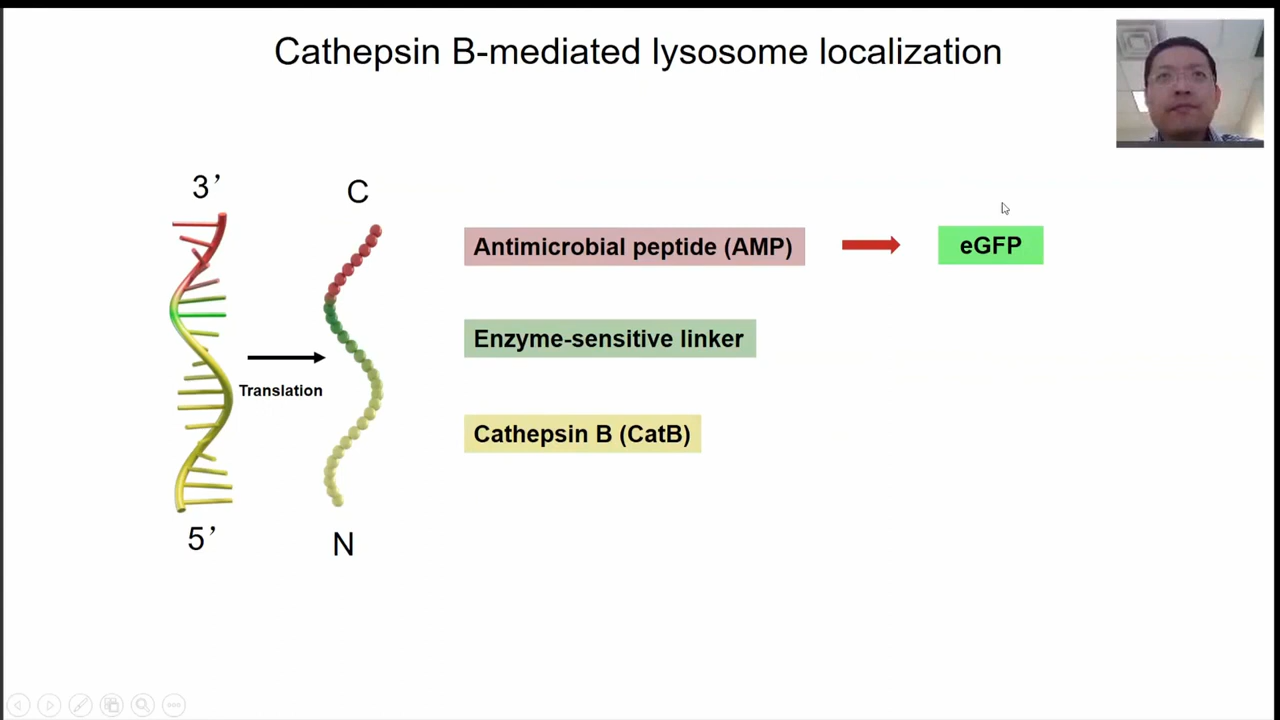 Cathepsin B-mediated lysosome localization
3’
C
Antimicrobial peptide (AMP)
eGFP
Enzyme-sensitive linker
Translation
Cathepsin B (CatB)
5’
N